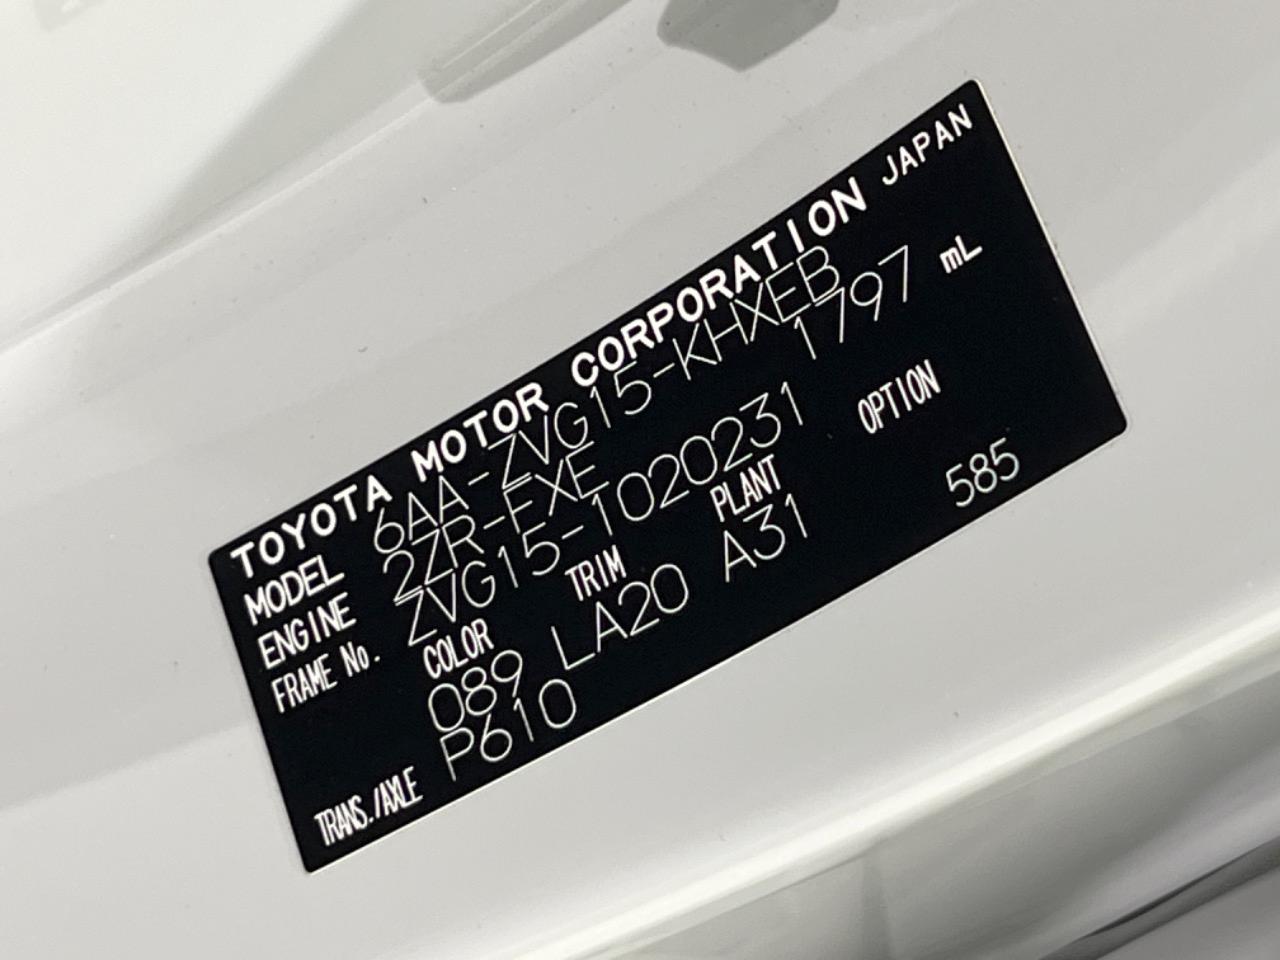 TOYOTA MOTOR CORPORATION JAPAN
MODEL 6AA-ZVG15-KHXEB
ENGINE 2ZR-FXE 1797 mL
FRAME No. ZVG15-1020231
COLOR TRIM PLANT OPTION
089 LA20 A31 585
TRANS./AXLE P610